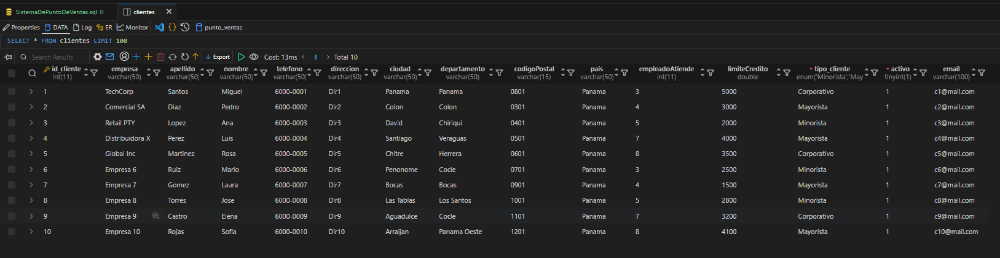 SistemaDePuntoDeVentas.sql U clientes
Properties DATA Log ER Monitor {} punto_ventas
SELECT * FROM clientes LIMIT 100
Search Results Export Cost: 13ms 1 Total 10
id_cliente empresa apellido nombre telefono direccion ciudad departamento codigoPostal pais empleadoAtiende limiteCredito * tipo_cliente * activo email
int(11) varchar(50) varchar(50) varchar(50) varchar(50) varchar(50) varchar(50) varchar(50) varchar(15) varchar(50) int(11) double enum('Minorista','May tinyint(1) varchar(100)
1 TechCorp Santos Miguel 6000-0001 Dir1 Panama Panama 0801 Panama 3 5000 Corporativo 1 c1@mail.com
2 Comercial SA Diaz Pedro 6000-0002 Dir2 Colon Colon 0301 Panama 4 3000 Mayorista 1 c2@mail.com
3 Retail PTY Lopez Ana 6000-0003 Dir3 David Chiriqui 0401 Panama 5 2000 Minorista 1 c3@mail.com
4 Distribuidora X Perez Luis 6000-0004 Dir4 Santiago Veraguas 0501 Panama 7 4000 Mayorista 1 c4@mail.com
5 Global Inc Martinez Rosa 6000-0005 Dir5 Chitre Herrera 0601 Panama 8 3500 Corporativo 1 c5@mail.com
6 Empresa 6 Ruiz Mario 6000-0006 Dir6 Penonome Cocle 0701 Panama 3 2500 Minorista 1 c6@mail.com
7 Empresa 7 Gomez Laura 6000-0007 Dir7 Bocas Bocas 0901 Panama 4 1500 Mayorista 1 c7@mail.com
8 Empresa 8 Torres Jose 6000-0008 Dir8 Las Tablas Los Santos 1001 Panama 5 2800 Minorista 1 c8@mail.com
9 Empresa 9 Castro Elena 6000-0009 Dir9 Aguadulce Cocle 1101 Panama 7 3200 Corporativo 1 c9@mail.com
10 Empresa 10 Rojas Sofia 6000-0010 Dir10 Arraijan Panama Oeste 1201 Panama 8 4100 Mayorista 1 c10@mail.com